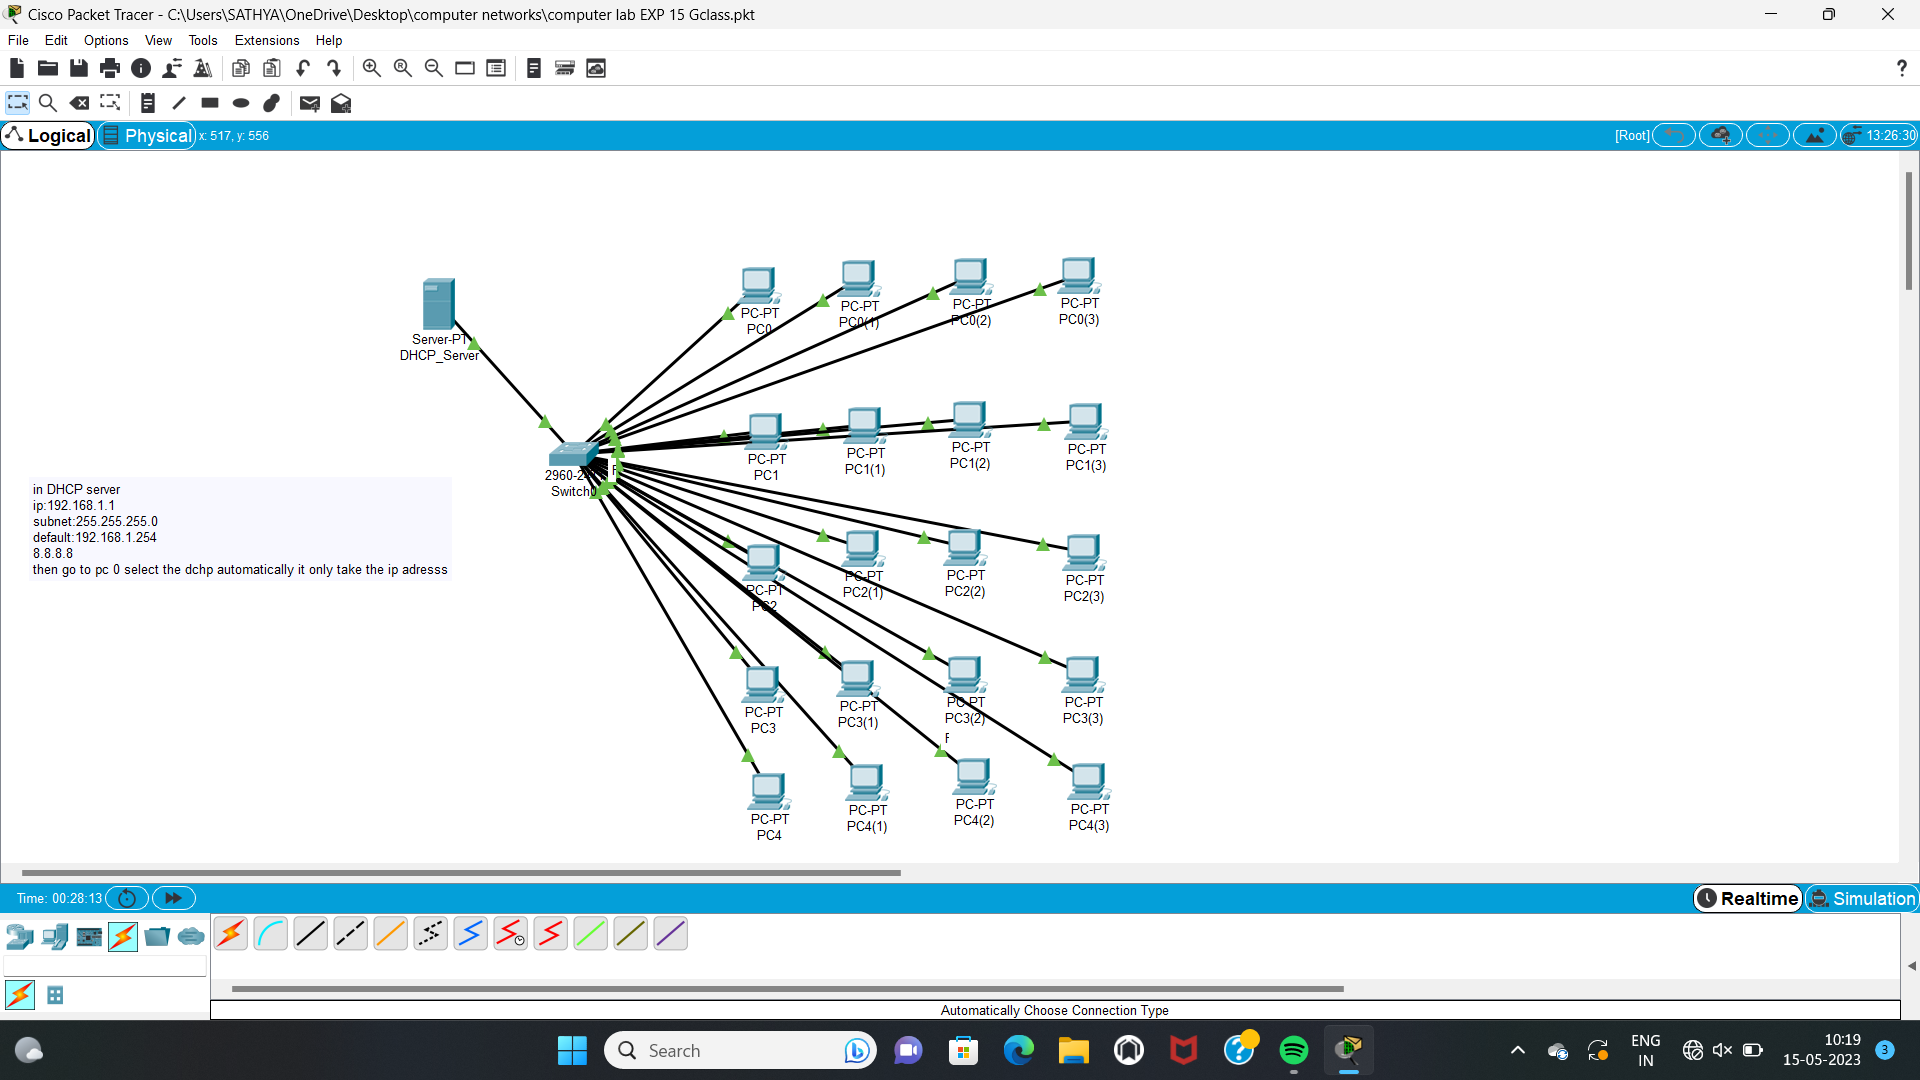 Cisco Packet Tracer - C:\Users\SATHYA\OneDrive\Desktop\computer networks\computer lab EXP 15 Gclass.pkt
File Edit Options View Tools Extensions Help
Logical Physical x: 517, y: 556 [Root] 13:26:30
PC-PT
PC0
PC-PT
PC0(1)
PC-PT
PC0(2)
PC-PT
PC0(3)
Server-PT
DHCP_Server
PC-PT
PC1
PC-PT
PC1(1)
PC-PT
PC1(2)
PC-PT
PC1(3)
Switch0
in DHCP server
ip:192.168.1.1
subnet:255.255.255.0
default:192.168.1.254
8.8.8.8
then go to pc 0 select the dchp automatically it only take the ip adresss
PC-PT
PC2
PC-PT
PC2(1)
PC-PT
PC2(2)
PC-PT
PC2(3)
PC-PT
PC3
PC-PT
PC3(1)
PC-PT
PC3(2)
PC-PT
PC3(3)
PC-PT
PC4
PC-PT
PC4(1)
PC-PT
PC4(2)
PC-PT
PC4(3)
Time: 00:28:13 Realtime Simulation
Automatically Choose Connection Type
Search
ENG
IN
10:19
15-05-2023
3